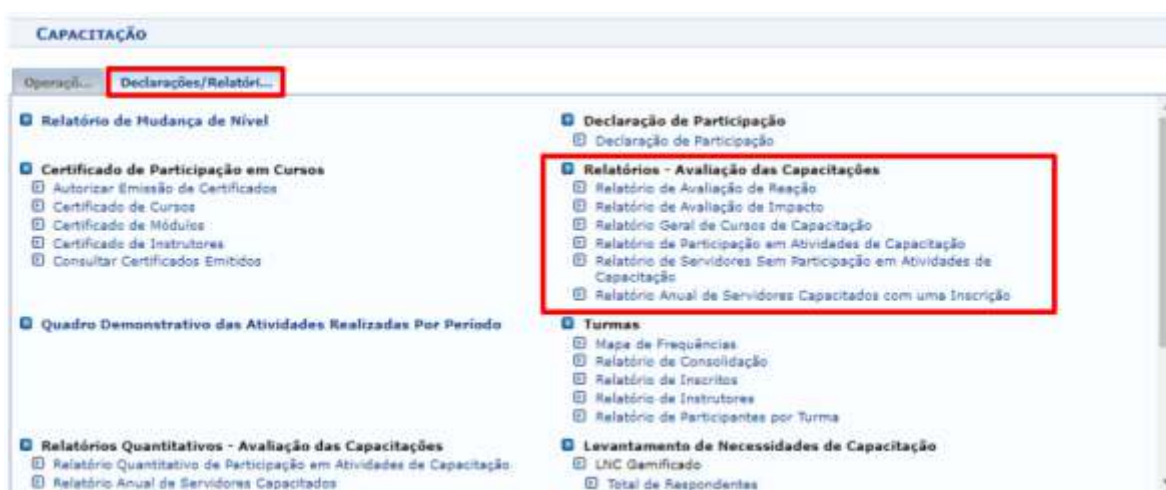 CAPACITAÇÃO
Operaçõ... Declarações/Relatóri...
Relatório de Mudança de Nível
Declaração de Participação
Declaração de Participação
Certificado de Participação em Cursos
Autorizar Emissão de Certificados
Certificado de Cursos
Certificado de Módulos
Certificado de Instrutores
Consultar Certificados Emitidos
Relatórios - Avaliação das Capacitações
Relatório de Avaliação de Reação
Relatório de Avaliação de Impacto
Relatório Geral de Cursos de Capacitação
Relatório de Participação em Atividades de Capacitação
Relatório de Servidores Sem Participação em Atividades de
Capacitação
Relatório Anual de Servidores Capacitados com uma Inscrição
Quadro Demonstrativo das Atividades Realizadas Por Período
Turmas
Mapa de Frequências
Relatório de Consolidação
Relatório de Inscritos
Relatório de Instrutores
Relatório de Participantes por Turma
Relatórios Quantitativos - Avaliação das Capacitações
Relatório Quantitativo de Participação em Atividades de Capacitação
Relatório Anual de Servidores Capacitados
Levantamento de Necessidades de Capacitação
LNC Gamificado
Total de Respondentes